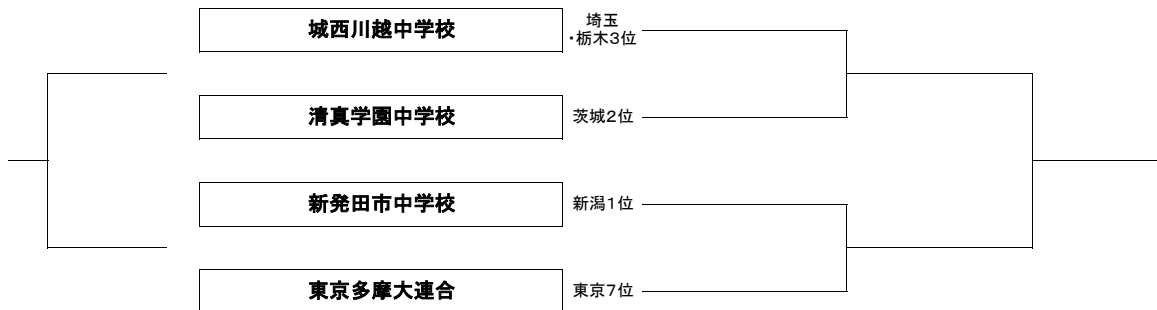 城西川越中学校
埼玉
・栃木3位
清真学園中学校
茨城2位
新発田市中学校
新潟1位
東京多摩大連合
東京7位